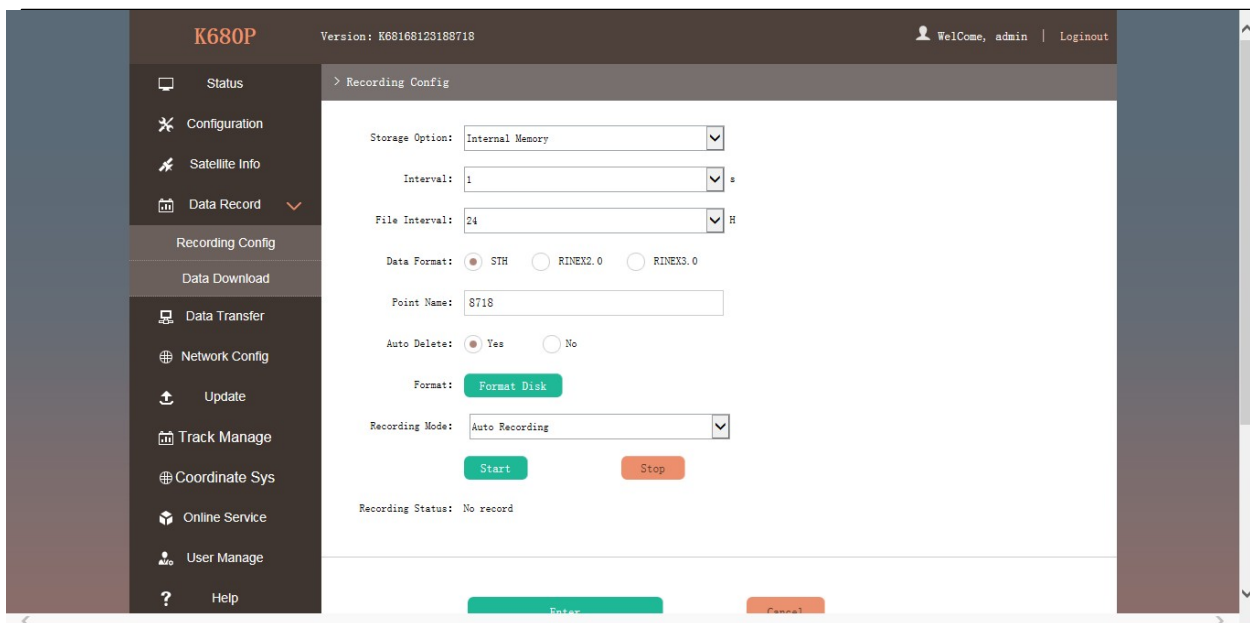 K680P
Version: K68168123188718
WelCome, admin | Loginout
Status
Configuration
Satellite Info
Data Record
Recording Config
Data Download
Data Transfer
Network Config
Update
Track Manage
Coordinate Sys
Online Service
User Manage
? Help
> Recording Config
Storage Option: Internal Memory
Interval: 1 s
File Interval: 24 H
Data Format: STH RINEX2.0 RINEX3.0
Point Name: 8718
Auto Delete: Yes No
Format: Format Disk
Recording Mode: Auto Recording
Start Stop
Recording Status: No record
Enter Cancel